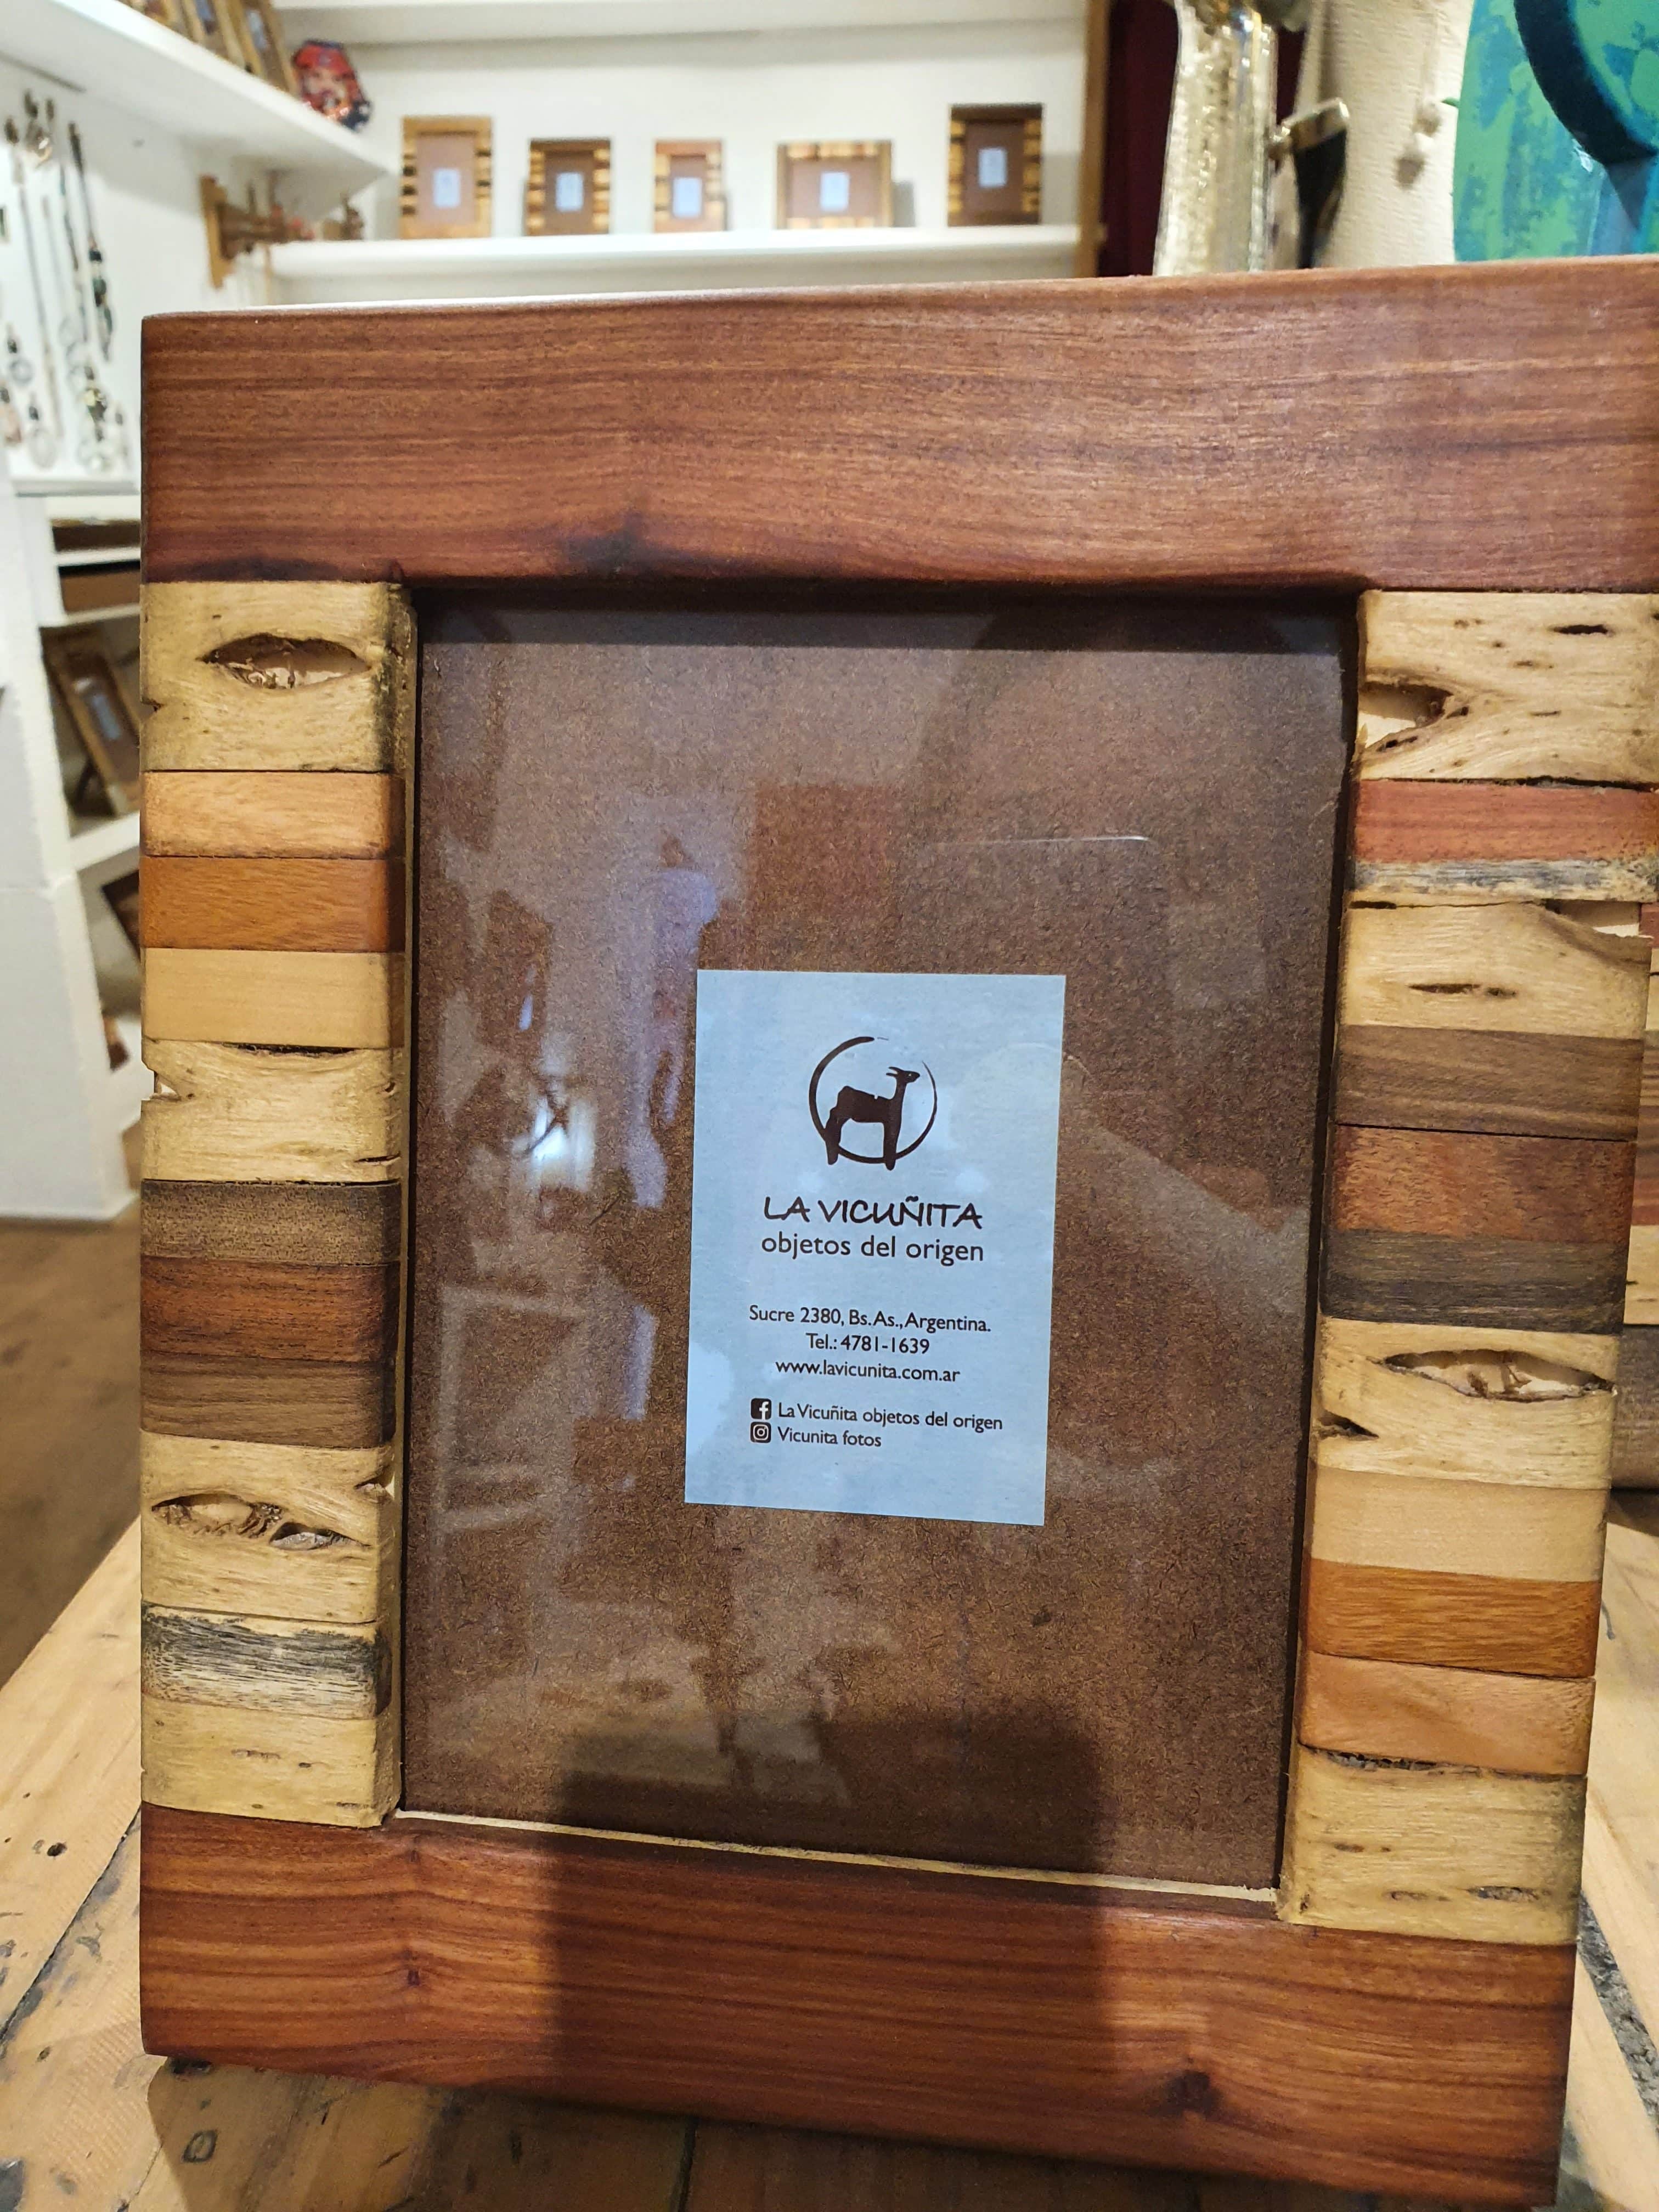 LA VICUÑITA
objetos del origen
Sucre 2380, Bs.As., Argentina.
Tel.: 4781-1639
www.lavicunita.com.ar
La Vicuñita objetos del origen
Vicunita fotos